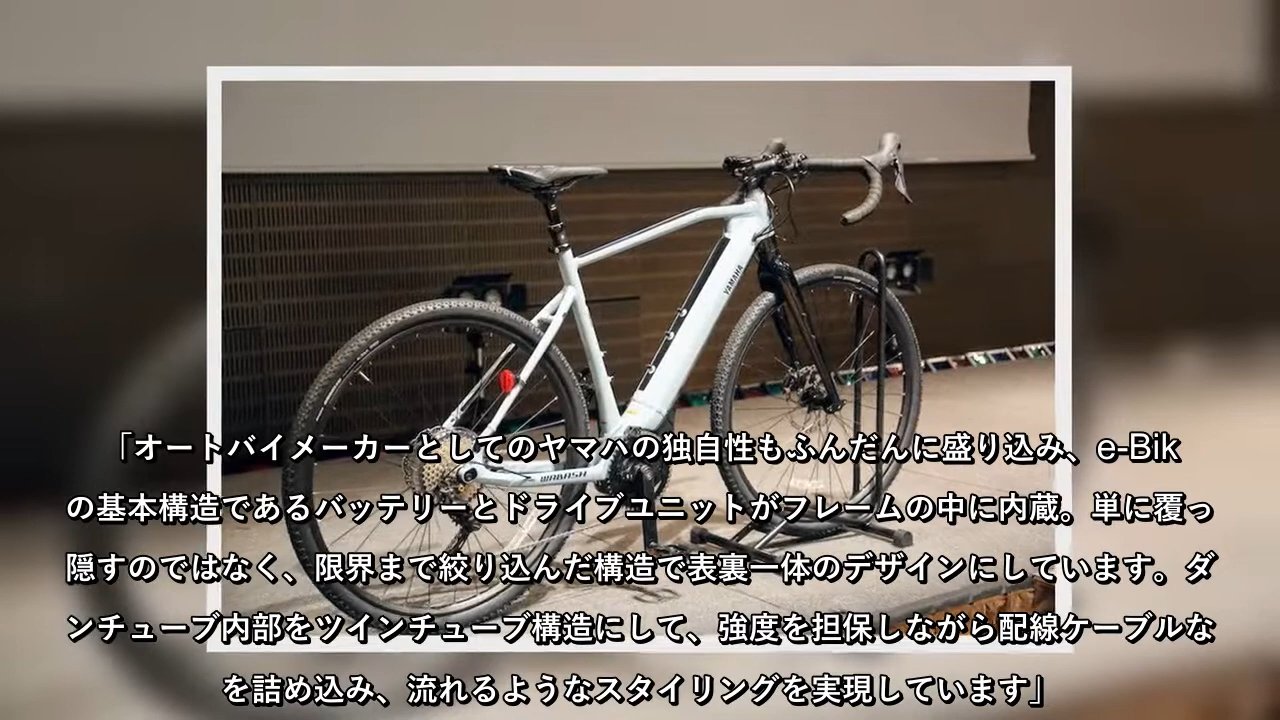 YAMAHA
WABASH
「オートバイメーカーとしてのヤマハの独自性もふんだんに盛り込み、e-Bik
の基本構造であるバッテリーとドライブユニットがフレームの中に内蔵。単に覆っ
隠すのではなく、限界まで絞り込んだ構造で表裏一体のデザインにしています。ダ
ンチューブ内部をツインチューブ構造にして、強度を担保しながら配線ケーブルな
を詰め込み、流れるようなスタイリングを実現しています」